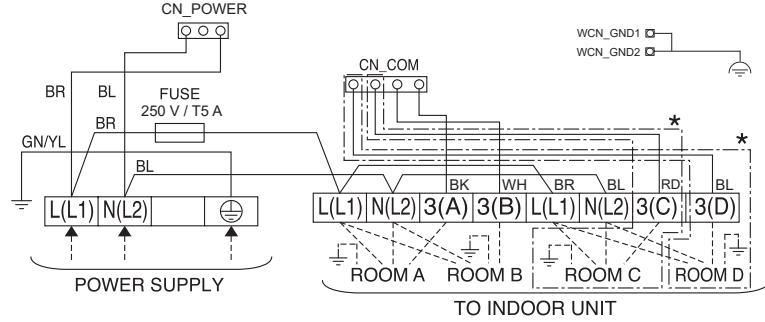 CN_POWER
WCN_GND1
WCN_GND2
CN_COM
BR
BL
FUSE
250 V / T5 A
BR
GN/YL
BL
*
*
BK
WH
BR
BL
RD
BL
L(L1) N(L2)
L(L1) N(L2) 3(A) 3(B) L(L1) N(L2) 3(C) 3(D)
ROOM A ROOM B ROOM C ROOM D
POWER SUPPLY
TO INDOOR UNIT